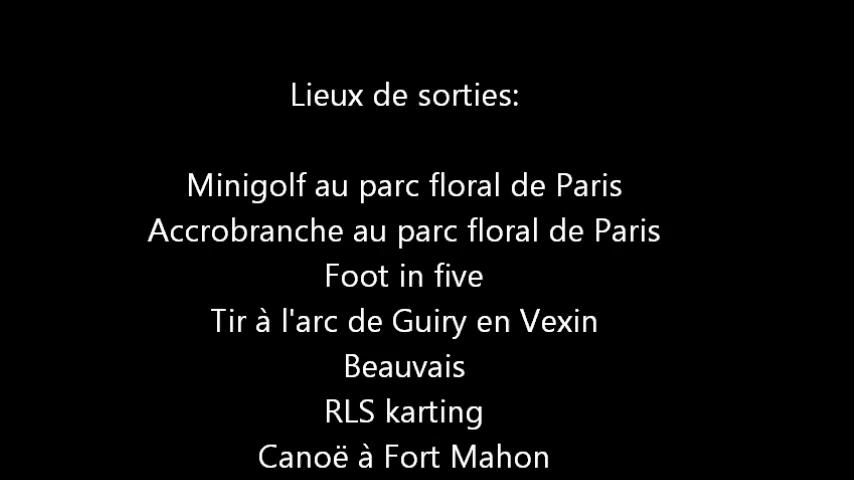 Lieux de sorties:
Minigolf au parc floral de Paris
Accrobranche au parc floral de Paris
Foot in five
Tir à l'arc de Guiry en Vexin
Beauvais
RLS karting
Canoë à Fort Mahon